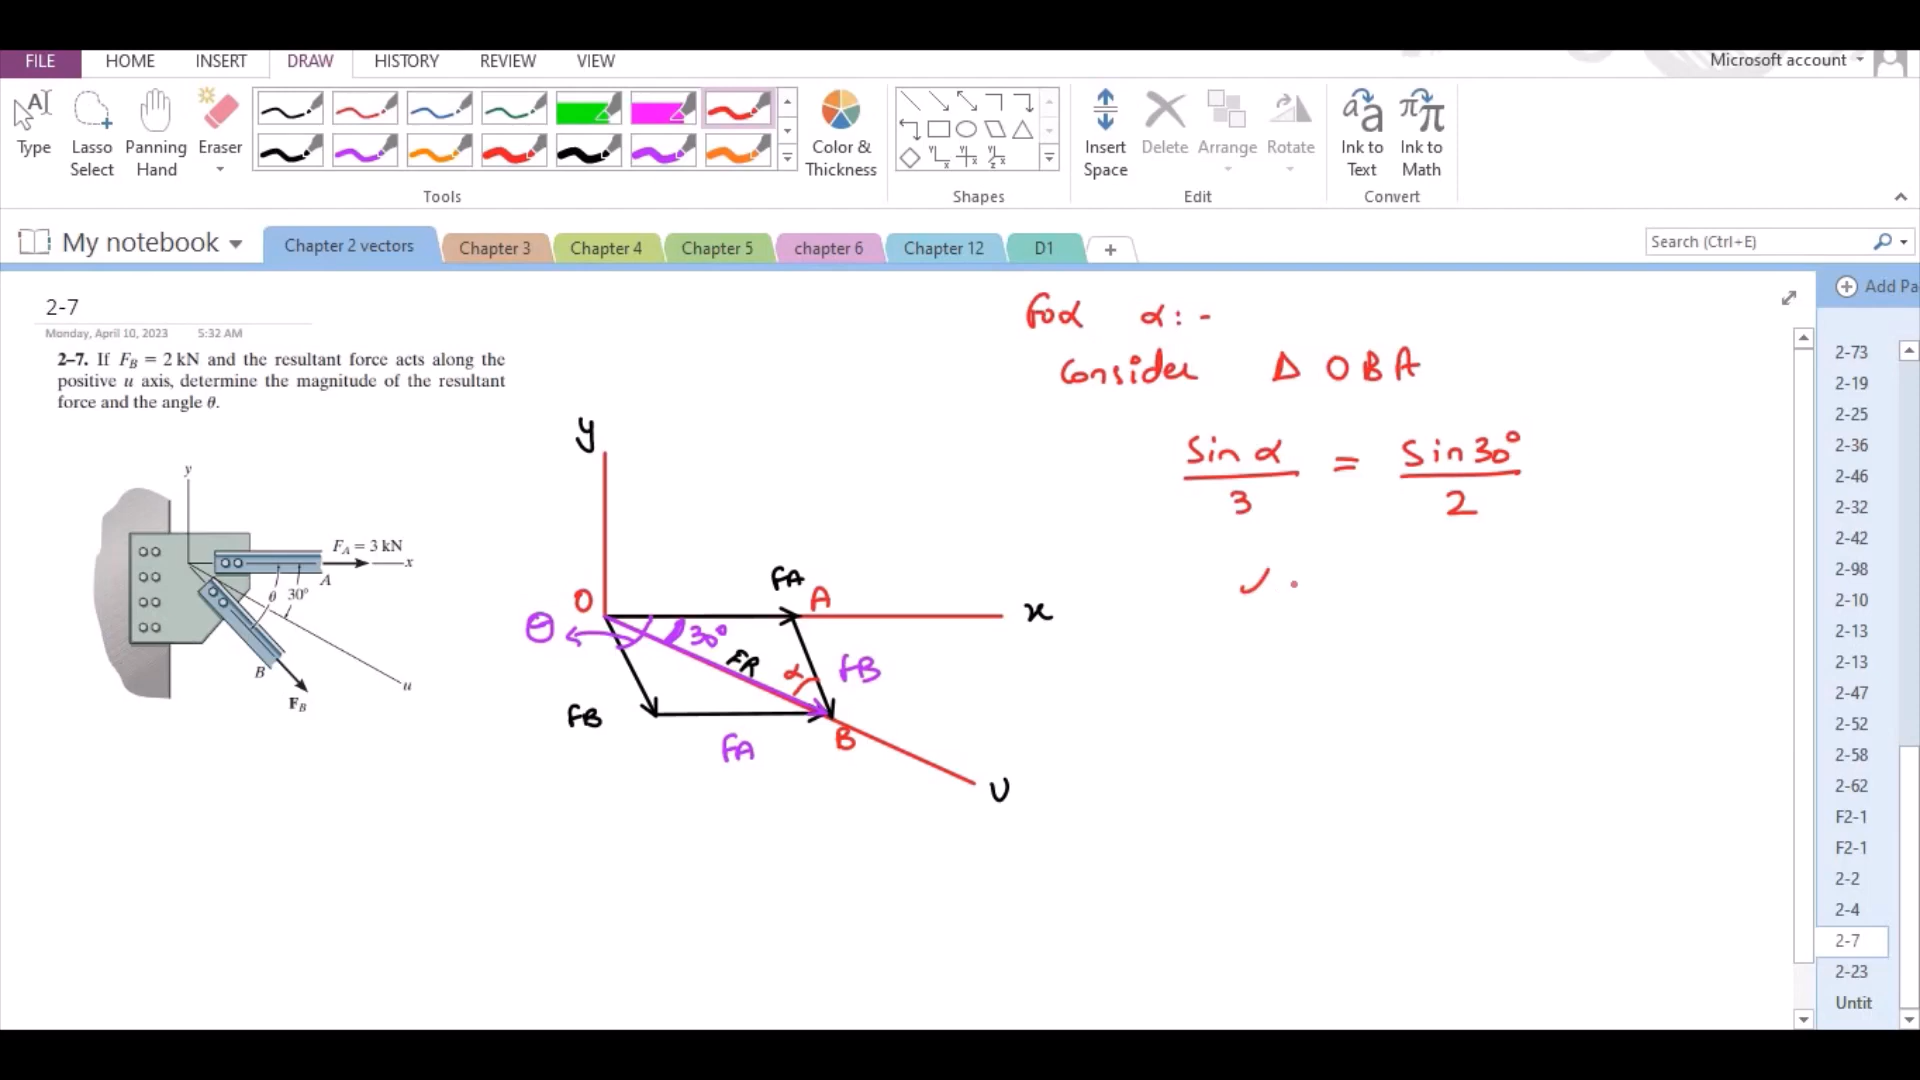 FILE HOME INSERT DRAW HISTORY REVIEW VIEW Microsoft account
Type
Lasso Select
Panning Hand
Eraser
Color & Thickness
Insert Space
Delete
Arrange
Rotate
Ink to Text
Ink to Math
Tools Shapes Edit Convert
My notebook Chapter 2 vectors Chapter 3 Chapter 4 Chapter 5 chapter 6 Chapter 12 D1 + Search (Ctrl+E)
Add Pa
2-7
Monday, April 10, 2023 5:32 AM
2–7. If F_B = 2 kN and the resultant force acts along the
positive u axis, determine the magnitude of the resultant
force and the angle θ.
y
F_A = 3 kN
x
A
θ 30°
B
u
F_B
y
FA
O A
x
θ 30°
FR
α FB
FB
FA
B
U
For α:-
Consider Δ OBA
Sin α / 3 = Sin 30° / 2
2-73
2-19
2-25
2-36
2-46
2-32
2-42
2-98
2-10
2-13
2-13
2-47
2-52
2-58
2-62
F2-1
F2-1
2-2
2-4
2-7
2-23
Untit